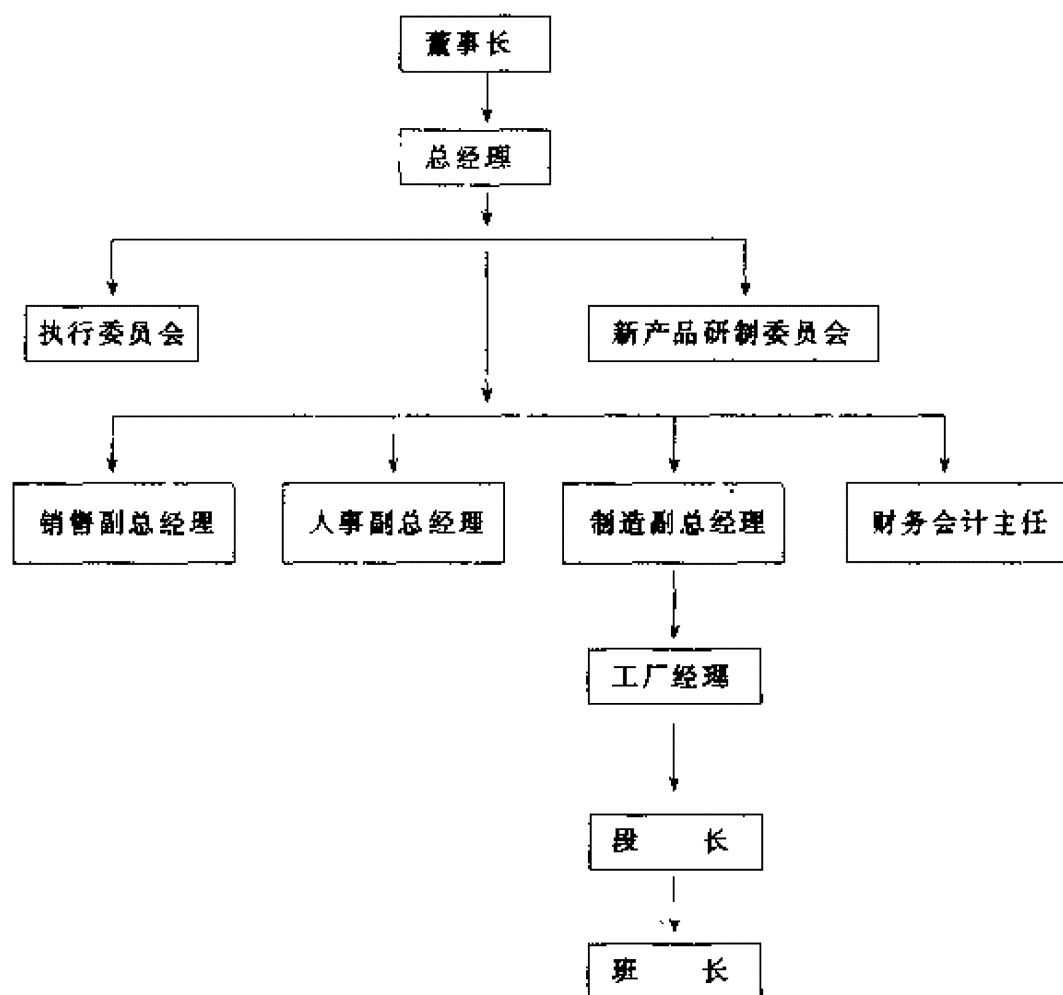 董事长
总经理
执行委员会
新产品研制委员会
销售副总经理
人事副总经理
制造副总经理
财务会计主任
工厂经理
段 长
班 长